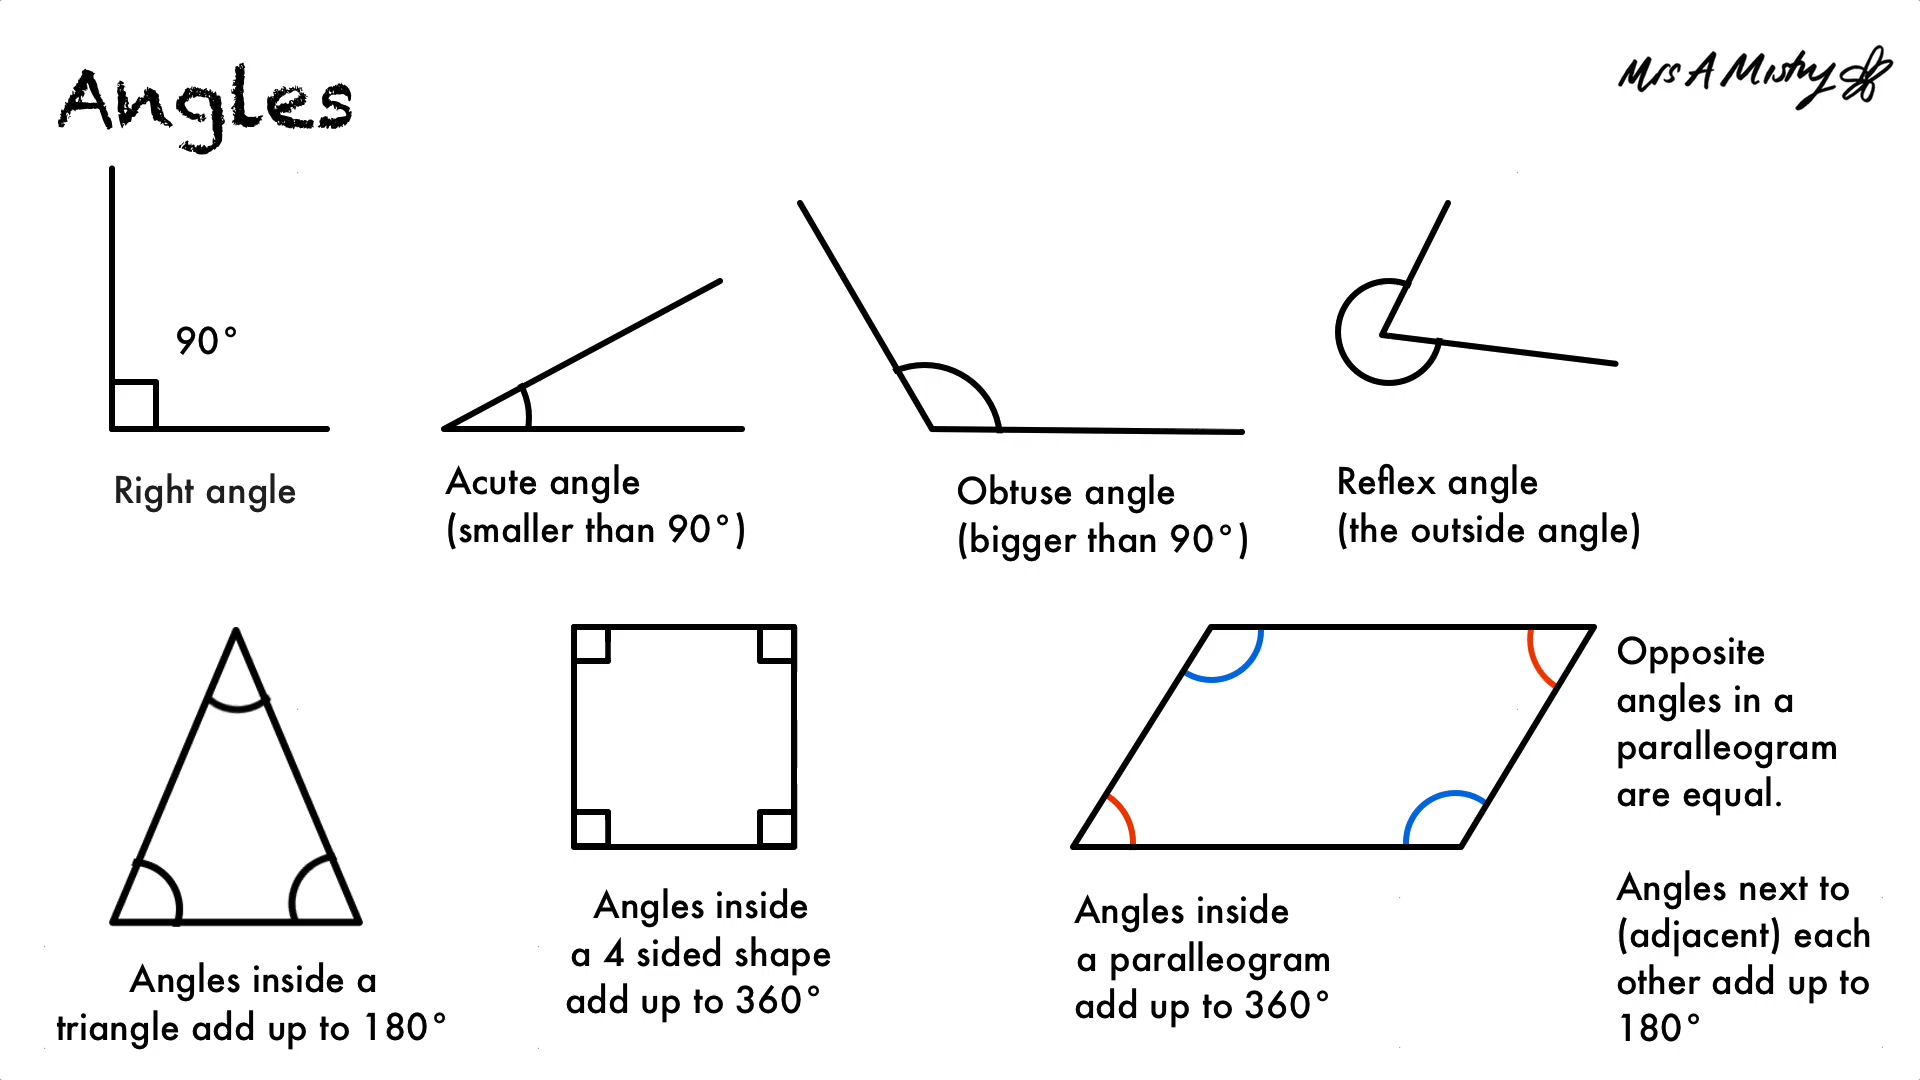 Angles
Mrs A Mistry
90°
Right angle
Acute angle
(smaller than 90°)
Obtuse angle
(bigger than 90°)
Reflex angle
(the outside angle)
Angles inside a
triangle add up to 180°
Angles inside
a 4 sided shape
add up to 360°
Angles inside
a paralleogram
add up to 360°
Opposite
angles in a
paralleogram
are equal.
Angles next to
(adjacent) each
other add up to
180°